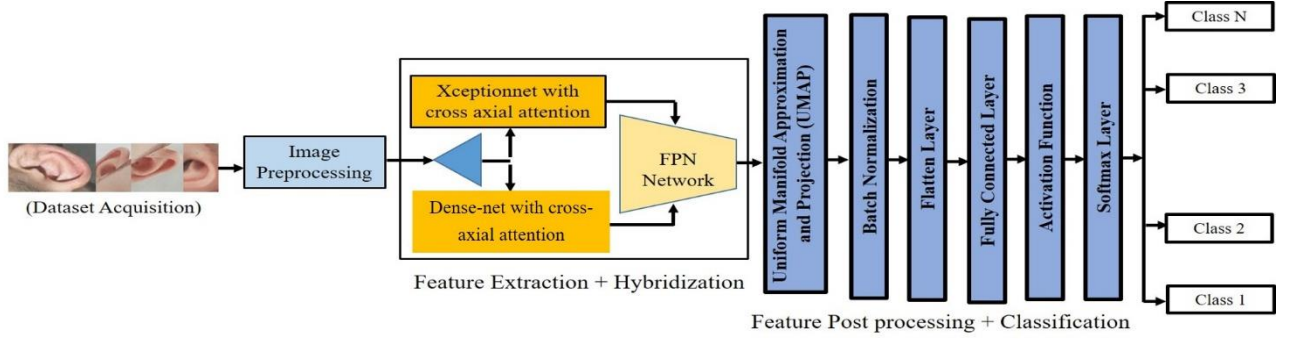 (Dataset Acquisition)
Image
Preprocessing
Xceptionnet with
cross axial attention
Dense-net with cross-
axial attention
FPN
Network
Feature Extraction + Hybridization
Uniform Manifold Approximation
and Projection (UMAP)
Batch Normalization
Flatten Layer
Fully Connected Layer
Activation Function
Softmax Layer
Feature Post processing + Classification
Class N
Class 3
Class 2
Class 1